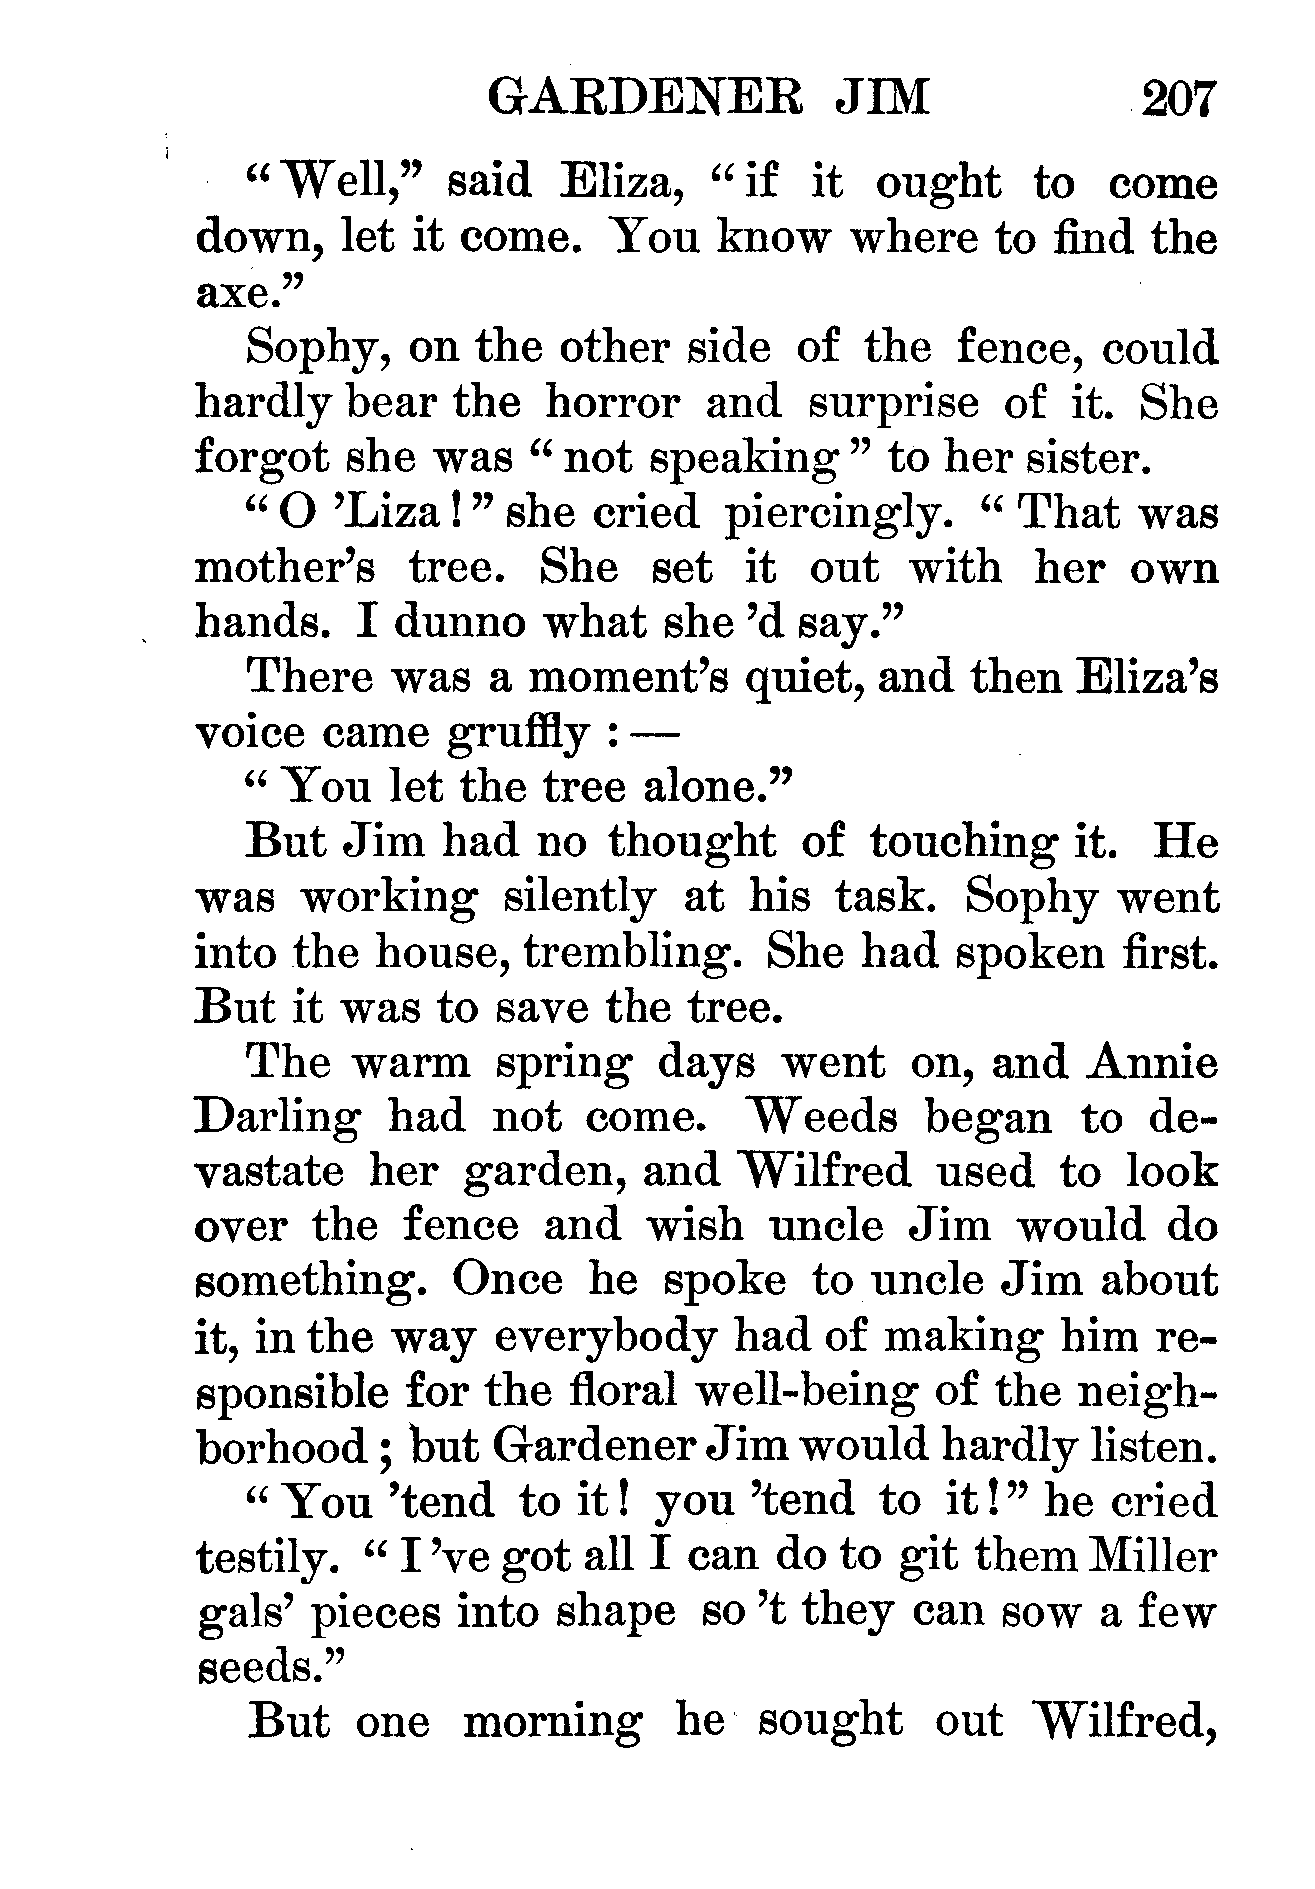 GARDENER JIM 207
“Well,” said Eliza, “if it ought to come
down, let it come. You know where to find the
axe.”
Sophy, on the other side of the fence, could
hardly bear the horror and surprise of it. She
forgot she was “not speaking” to her sister.
“O ’Liza!” she cried piercingly. “That was
mother’s tree. She set it out with her own
hands. I dunno what she ’d say.”
There was a moment’s quiet, and then Eliza’s
voice came gruffly : —
“You let the tree alone.”
But Jim had no thought of touching it. He
was working silently at his task. Sophy went
into the house, trembling. She had spoken first.
But it was to save the tree.
The warm spring days went on, and Annie
Darling had not come. Weeds began to de-
vastate her garden, and Wilfred used to look
over the fence and wish uncle Jim would do
something. Once he spoke to uncle Jim about
it, in the way everybody had of making him re-
sponsible for the floral well-being of the neigh-
borhood ; but Gardener Jim would hardly listen.
“You ’tend to it! you ’tend to it!” he cried
testily. “I ’ve got all I can do to git them Miller
gals’ pieces into shape so ’t they can sow a few
seeds.”
But one morning he sought out Wilfred,